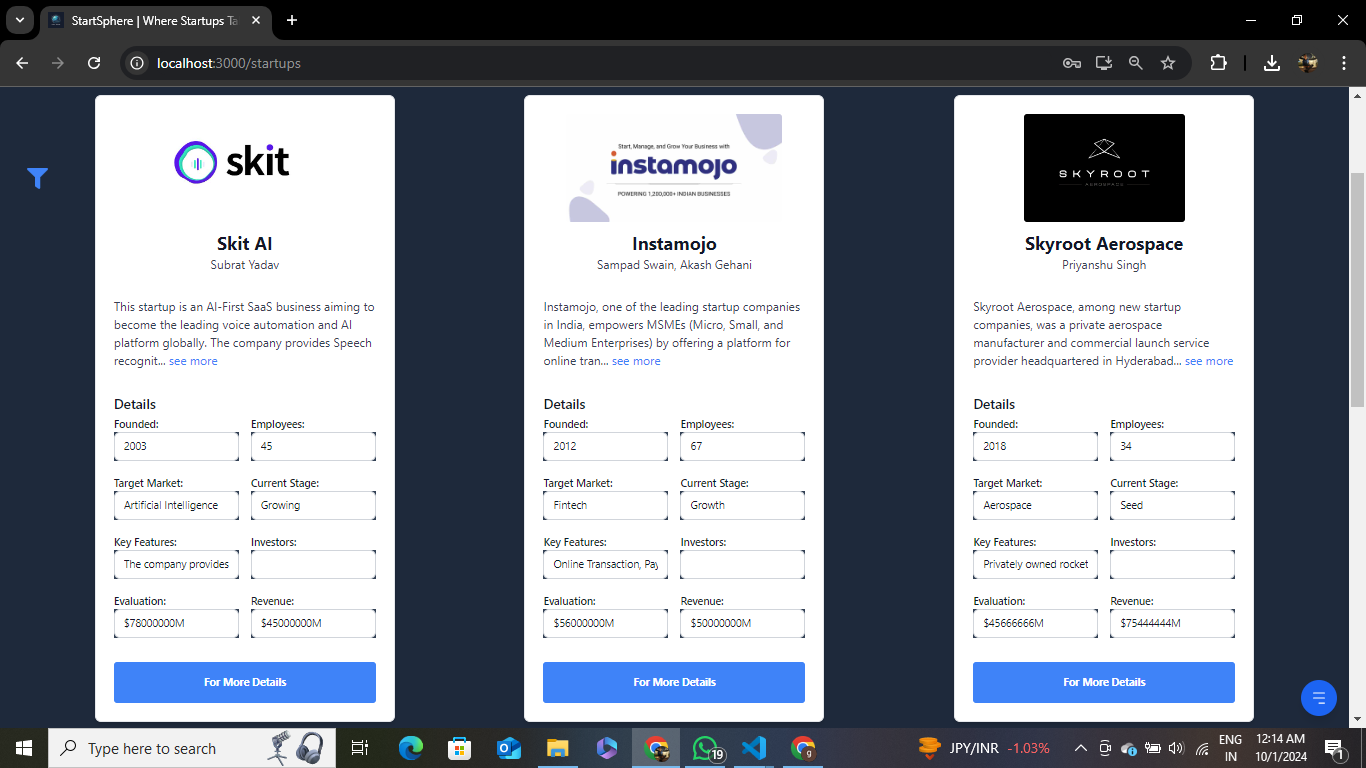 StartSphere | Where Startups Ta
localhost:3000/startups
skit
Skit AI
Subrat Yadav
This startup is an AI-First SaaS business aiming to
become the leading voice automation and AI
platform globally. The company provides Speech
recognit... see more
Details
Founded: Employees:
2003 45
Target Market: Current Stage:
Artificial Intelligence Growing
Key Features: Investors:
The company provides
Evaluation: Revenue:
$78000000M $45000000M
For More Details
Start, Manage, and Grow Your Business with
instamojo
POWERING 1,200,000+ INDIAN BUSINESSES
Instamojo
Sampad Swain, Akash Gehani
Instamojo, one of the leading startup companies
in India, empowers MSMEs (Micro, Small, and
Medium Enterprises) by offering a platform for
online tran... see more
Details
Founded: Employees:
2012 67
Target Market: Current Stage:
Fintech Growth
Key Features: Investors:
Online Transaction, Pay
Evaluation: Revenue:
$56000000M $50000000M
For More Details
SKYROOT
AEROSPACE
Skyroot Aerospace
Priyanshu Singh
Skyroot Aerospace, among new startup
companies, was a private aerospace
manufacturer and commercial launch service
provider headquartered in Hyderabad... see more
Details
Founded: Employees:
2018 34
Target Market: Current Stage:
Aerospace Seed
Key Features: Investors:
Privately owned rocket
Evaluation: Revenue:
$45666666M $75444444M
For More Details
Type here to search
19
g
JPY/INR -1.03%
ENG
IN
12:14 AM
10/1/2024
1